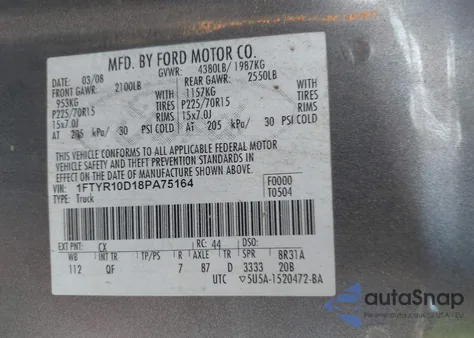 MFD. BY FORD MOTOR CO.
DATE: 03/08 GVWR: 4380LB/1987KG
FRONT GAWR: 2100LB REAR GAWR: 2550LB
953KG 1157KG
P225/70R15 TIRES P225/70R15 TIRES
15x7.0J RIMS 15x7.0J RIMS
AT 205 kPa/ 30 PSI COLD AT 205 kPa/ 30 PSI COLD
THIS VEHICLE CONFORMS TO ALL APPLICABLE FEDERAL MOTOR
VEHICLE SAFETY AND THEFT PREVENTION STANDARDS IN
EFFECT ON THE DATE OF MANUFACTURE SHOWN ABOVE.
VIN: 1FTYR10D18PA75164 F0000
TYPE: Truck T0504
EXT PNT: CX RC: 44 DSO:
WB INT TR TP/PS R AXLE TR SPR BR31A
112 QF 7 87 D 3333 20B
UTC ▽5U5A-1520472-BA
autoSnap
from USA - EU